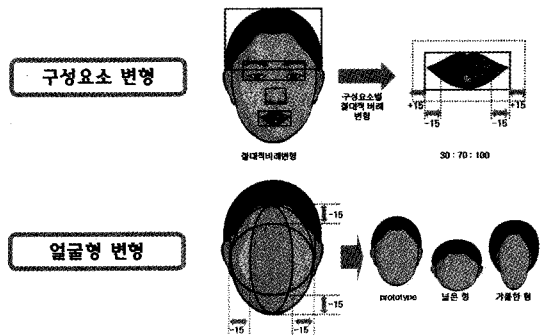 구성요소 변형
구성요소별
절대적 비례
변형
+15
+15
-15
-15
절대적비례변형
30 : 70 : 100
얼굴형 변형
-15
-15
-15
-15
prototype
넓은 형
갸름한 형